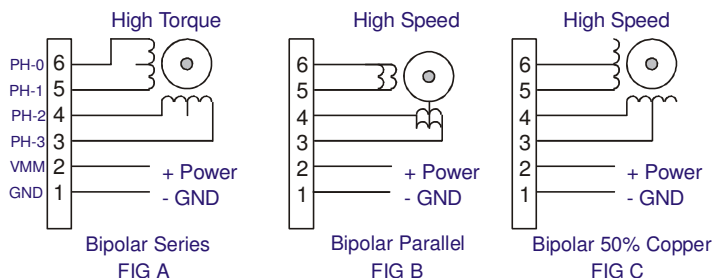 High Torque
High Speed
High Speed
PH-0 6
PH-1 5
PH-2 4
PH-3 3
VMM 2 + Power
GND 1 - GND
6
5
4
3
2 + Power
1 - GND
6
5
4
3
2 + Power
1 - GND
Bipolar Series
FIG A
Bipolar Parallel
FIG B
Bipolar 50% Copper
FIG C